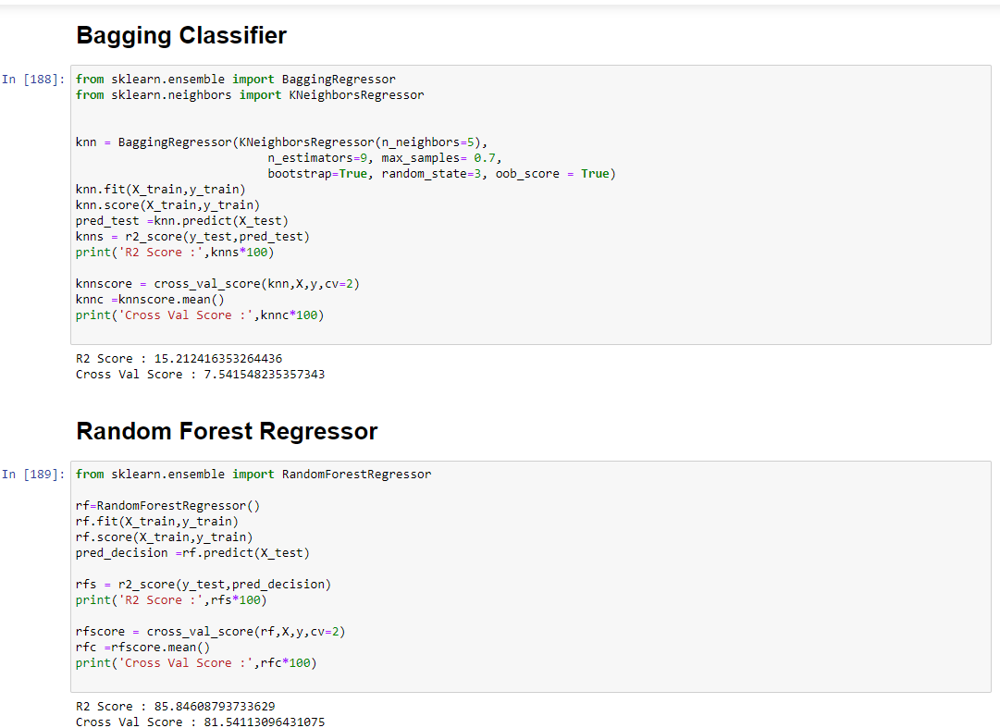 Bagging Classifier
In [188]:
from sklearn.ensemble import BaggingRegressor
from sklearn.neighbors import KNeighborsRegressor
knn = BaggingRegressor(KNeighborsRegressor(n_neighbors=5),
n_estimators=9, max_samples= 0.7,
bootstrap=True, random_state=3, oob_score = True)
knn.fit(X_train,y_train)
knn.score(X_train,y_train)
pred_test =knn.predict(X_test)
knns = r2_score(y_test,pred_test)
print('R2 Score :',knns*100)
knnscore = cross_val_score(knn,X,y,cv=2)
knnc =knnscore.mean()
print('Cross Val Score :',knnc*100)
R2 Score : 15.212416353264436
Cross Val Score : 7.541548235357343
Random Forest Regressor
In [189]:
from sklearn.ensemble import RandomForestRegressor
rf=RandomForestRegressor()
rf.fit(X_train,y_train)
rf.score(X_train,y_train)
pred_decision =rf.predict(X_test)
rfs = r2_score(y_test,pred_decision)
print('R2 Score :',rfs*100)
rfscore = cross_val_score(rf,X,y,cv=2)
rfc =rfscore.mean()
print('Cross Val Score :',rfc*100)
R2 Score : 85.84608793733629
Cross Val Score : 81.54113096431075